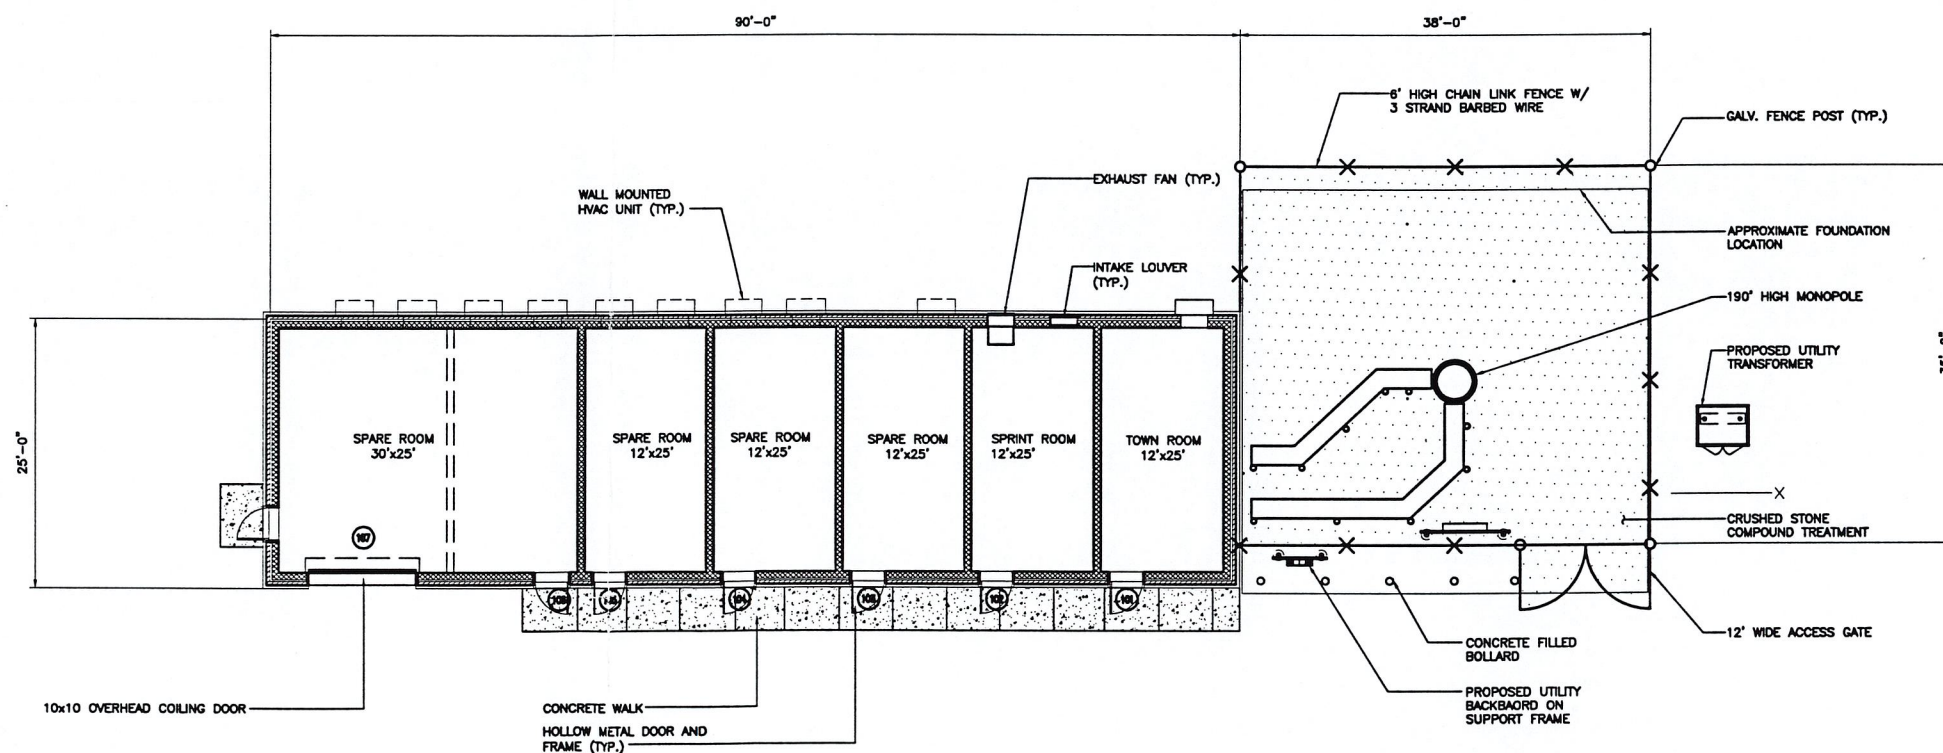 90'-0"
38'-0"
6' HIGH CHAIN LINK FENCE W/
3 STRAND BARBED WIRE
GALV. FENCE POST (TYP.)
EXHAUST FAN (TYP.)
WALL MOUNTED
HVAC UNIT (TYP.)
APPROXIMATE FOUNDATION
LOCATION
INTAKE LOUVER
(TYP.)
190' HIGH MONOPOLE
PROPOSED UTILITY
TRANSFORMER
25'-0"
SPARE ROOM
30'x25'
SPARE ROOM
12'x25'
SPARE ROOM
12'x25'
SPARE ROOM
12'x25'
SPRINT ROOM
12'x25'
TOWN ROOM
12'x25'
CRUSHED STONE
COMPOUND TREATMENT
107
104
103
102
101
12' WIDE ACCESS GATE
CONCRETE FILLED
BOLLARD
PROPOSED UTILITY
BACKBAORD ON
SUPPORT FRAME
10x10 OVERHEAD COILING DOOR
CONCRETE WALK
HOLLOW METAL DOOR AND
FRAME (TYP.)